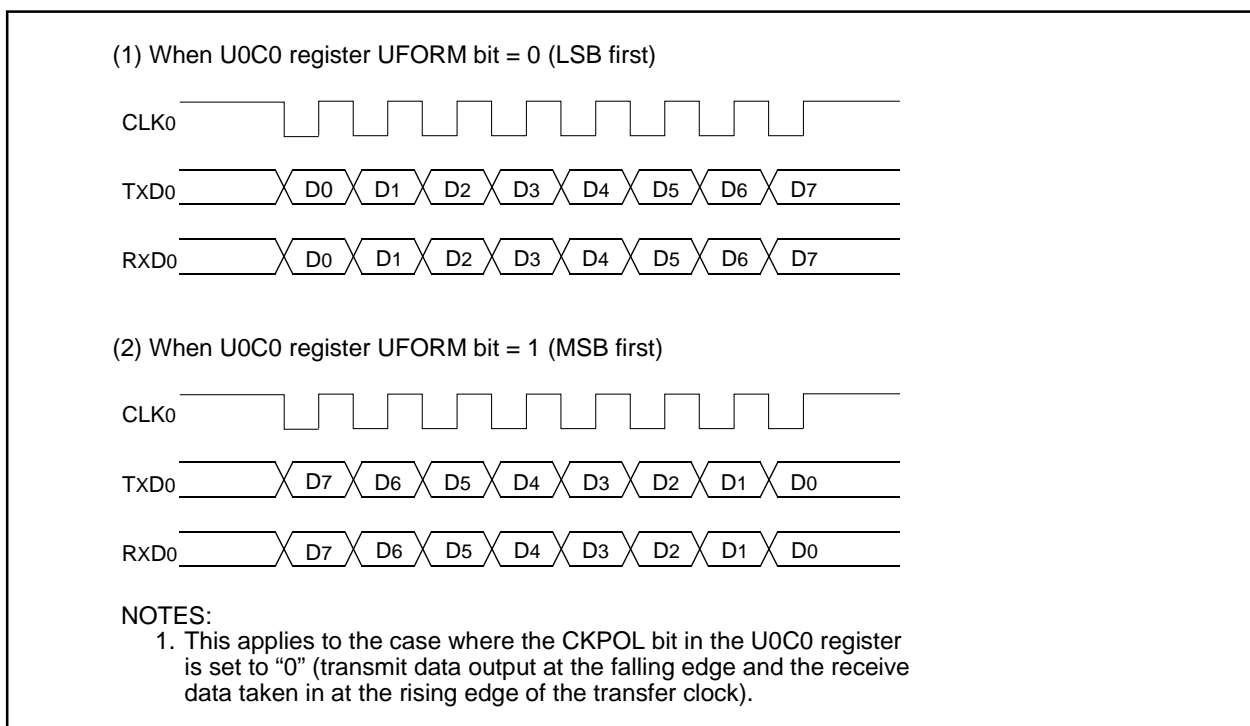 (1) When U0C0 register UFORM bit = 0 (LSB first)
CLK0
TXD0 D0 D1 D2 D3 D4 D5 D6 D7
RXD0 D0 D1 D2 D3 D4 D5 D6 D7
(2) When U0C0 register UFORM bit = 1 (MSB first)
CLK0
TXD0 D7 D6 D5 D4 D3 D2 D1 D0
RXD0 D7 D6 D5 D4 D3 D2 D1 D0
NOTES:
1. This applies to the case where the CKPOL bit in the U0C0 register
is set to “0” (transmit data output at the falling edge and the receive
data taken in at the rising edge of the transfer clock).